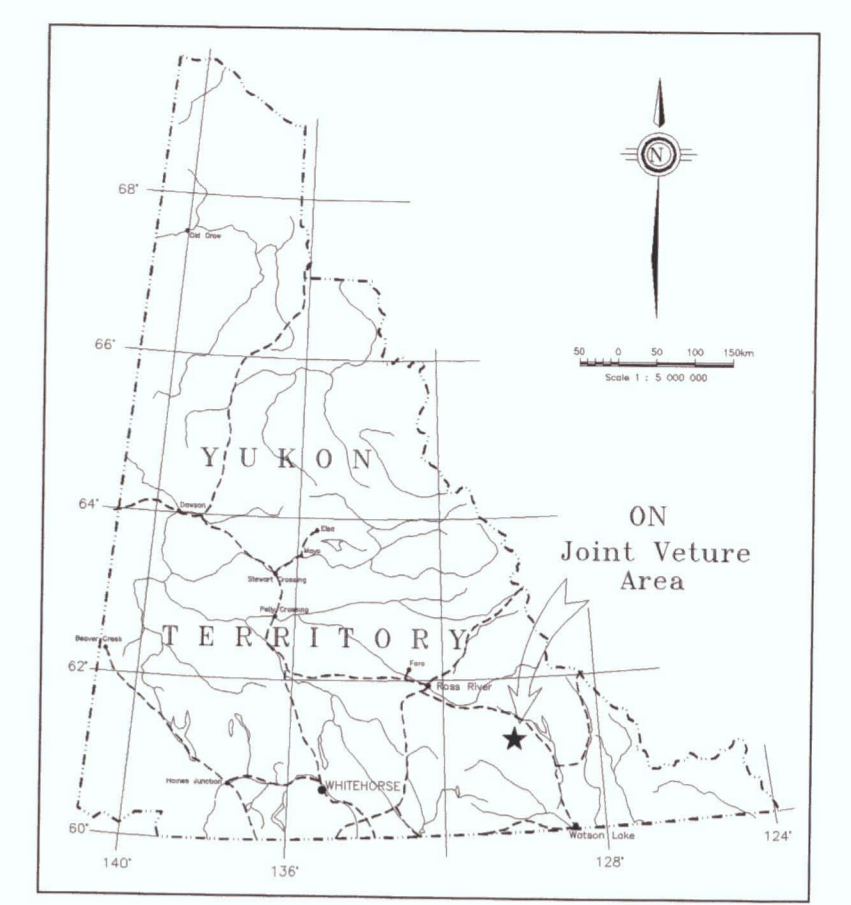 N
68°
Old Crow
66°
50 0 50 100 150km
Scale 1 : 5 000 000
YUKON
64°
Dawson
Elsa
Mayo
Stewart Crossing
ON
Joint Veture
Area
Pelly Crossing
TERRITORY
Beaver Creek
62°
Faro
Ross River
Haines Junction
WHITEHORSE
60°
Watson Lake
140°
136°
128°
124°